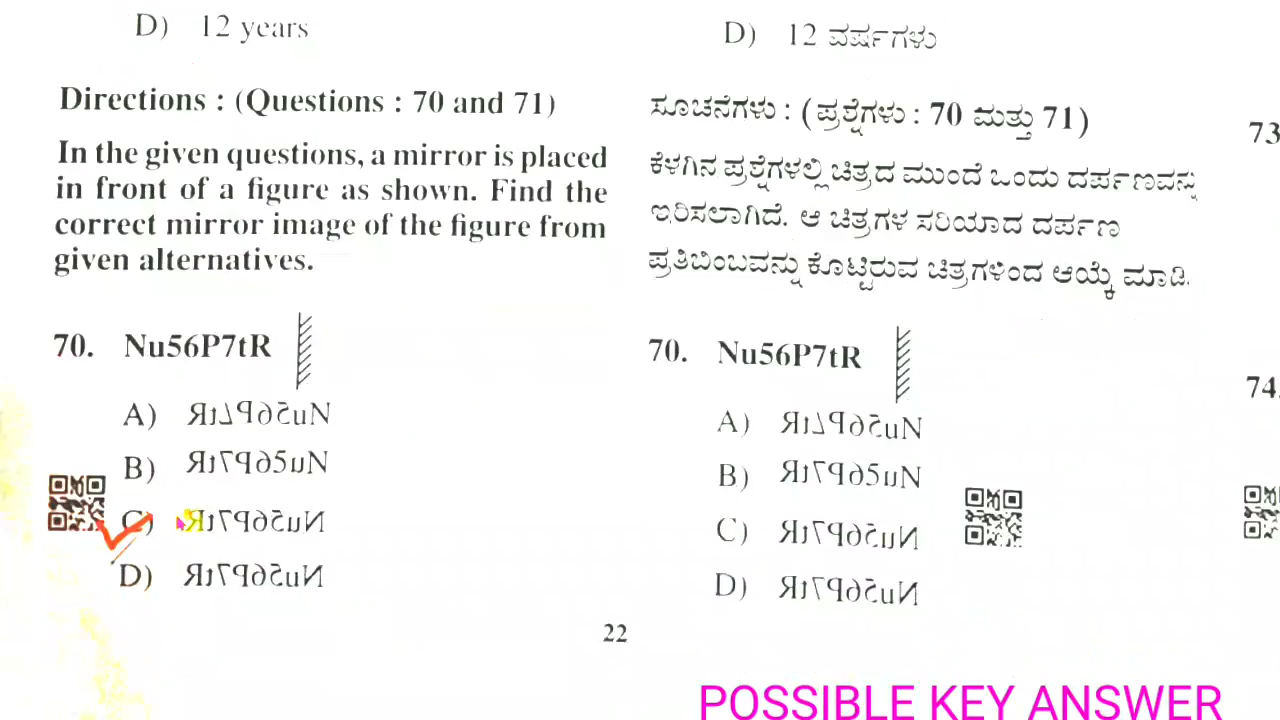 D) 12 years
Directions : (Questions : 70 and 71)
In the given questions, a mirror is placed
in front of a figure as shown. Find the
correct mirror image of the figure from
given alternatives.
70. Nu56P7tR
A)
B)
C)
D)
D) 12 ವರ್ಷಗಳು
ಸೂಚನೆಗಳು : (ಪ್ರಶ್ನೆಗಳು : 70 ಮತ್ತು 71)
ಕೆಳಗಿನ ಪ್ರಶ್ನೆಗಳಲ್ಲಿ ಚಿತ್ರದ ಮುಂದೆ ಒಂದು ದರ್ಪಣವನ್ನು
ಇರಿಸಲಾಗಿದೆ. ಆ ಚಿತ್ರಗಳ ಸರಿಯಾದ ದರ್ಪಣ
ಪ್ರತಿಬಿಂಬವನ್ನು ಕೊಟ್ಟಿರುವ ಚಿತ್ರಗಳಿಂದ ಆಯ್ಕೆ ಮಾಡಿ.
70. Nu56P7tR
A)
B)
C)
D)
73
74.
22
POSSIBLE KEY ANSWER